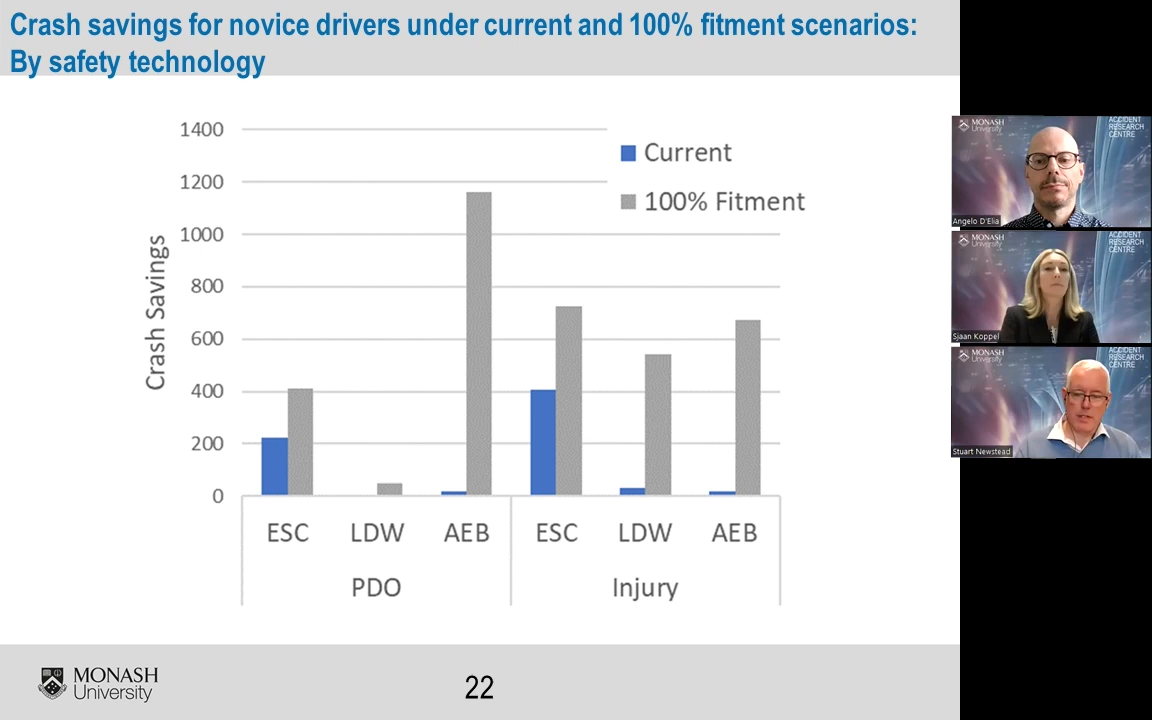 Crash savings for novice drivers under current and 100% fitment scenarios:
By safety technology
1400
1200
1000
800
600
400
200
0
Crash Savings
Current
100% Fitment
ESC
LDW
AEB
ESC
LDW
AEB
PDO
Injury
MONASH
University
22
MONASH
University
ACCIDENT
RESEARCH
CENTRE
Angelo D'Elia
MONASH
University
ACCIDENT
RESEARCH
CENTRE
Sjaan Koppel
MONASH
University
ACCIDENT
RESEARCH
CENTRE
Stuart Newstead